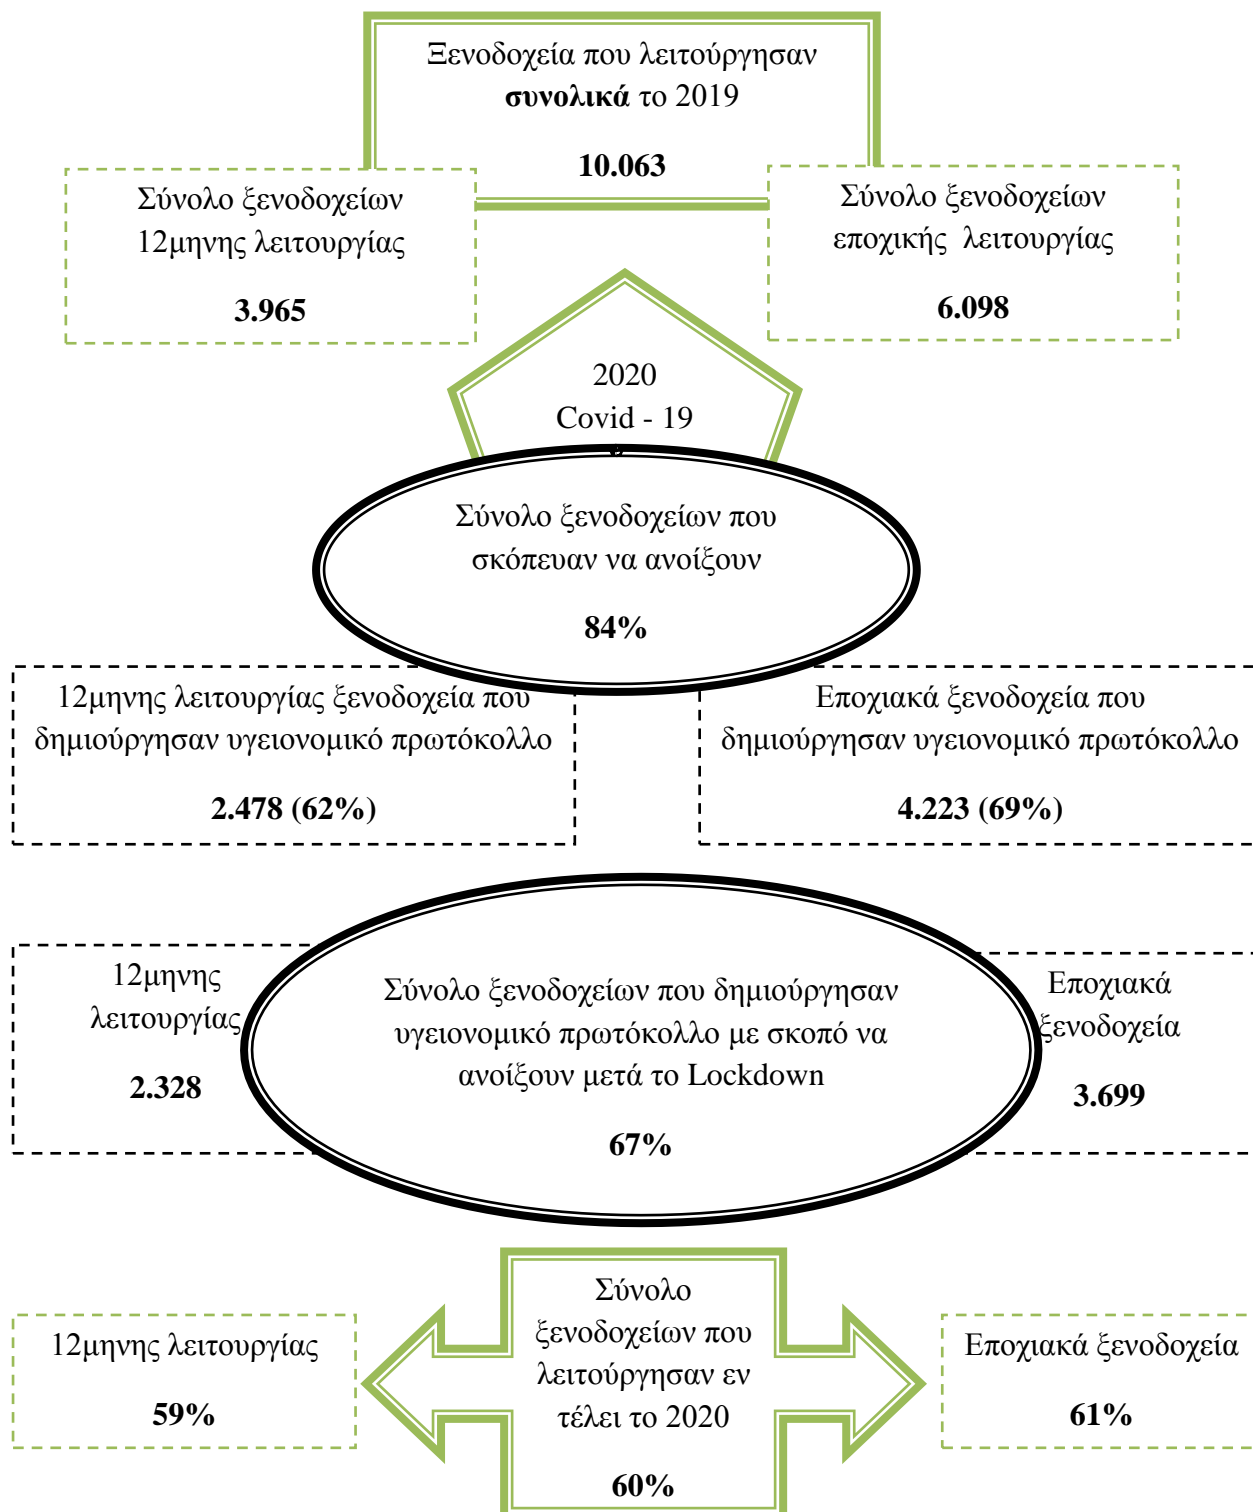 Ξενοδοχεία που λειτούργησαν
συνολικά το 2019
10.063
Σύνολο ξενοδοχείων
12μηνης λειτουργίας
3.965
Σύνολο ξενοδοχείων
εποχικής λειτουργίας
6.098
2020
Covid - 19
Σύνολο ξενοδοχείων που
σκόπευαν να ανοίξουν
84%
12μηνης λειτουργίας ξενοδοχεία που
δημιούργησαν υγειονομικό πρωτόκολλο
2.478 (62%)
Εποχιακά ξενοδοχεία που
δημιούργησαν υγειονομικό πρωτόκολλο
4.223 (69%)
12μηνης
λειτουργίας
2.328
Σύνολο ξενοδοχείων που δημιούργησαν
υγειονομικό πρωτόκολλο με σκοπό να
ανοίξουν μετά το Lockdown
67%
Εποχιακά
ξενοδοχεία
3.699
12μηνης λειτουργίας
59%
Σύνολο
ξενοδοχείων που
λειτούργησαν εν
τέλει το 2020
60%
Εποχιακά ξενοδοχεία
61%